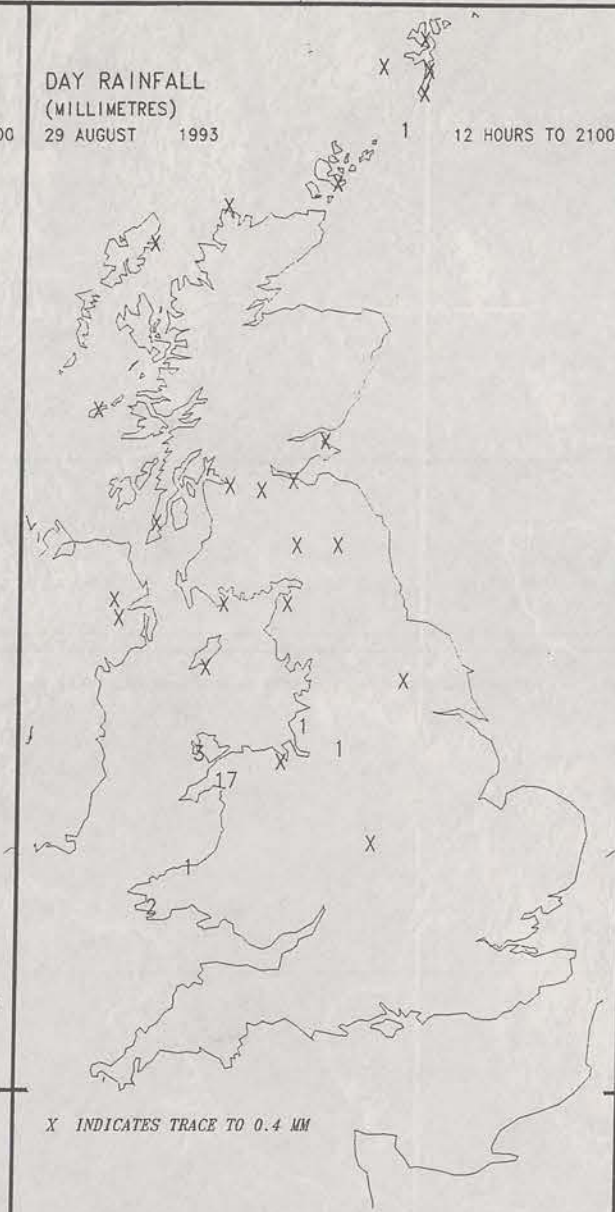 DAY RAINFALL
(MILLIMETRES)
00 29 AUGUST 1993 1 12 HOURS TO 2100
X
X
X
X
X
X
X
X
X
X X X
X
X X
X
X X X
X
X
1
3 1
X
17
X
1
2
X INDICATES TRACE TO 0.4 MM